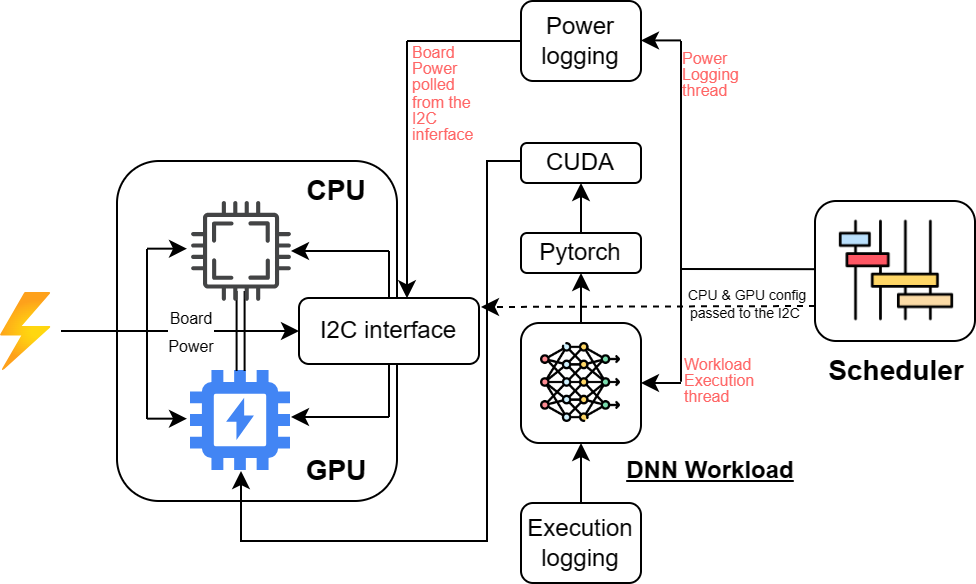 Power
logging
Board
Power
polled
from the
I2C
inferface
Power
Logging
thread
CUDA
CPU
Pytorch
CPU & GPU config
passed to the I2C
Board
Power
I2C interface
Scheduler
Workload
Execution
thread
GPU
DNN Workload
Execution
logging